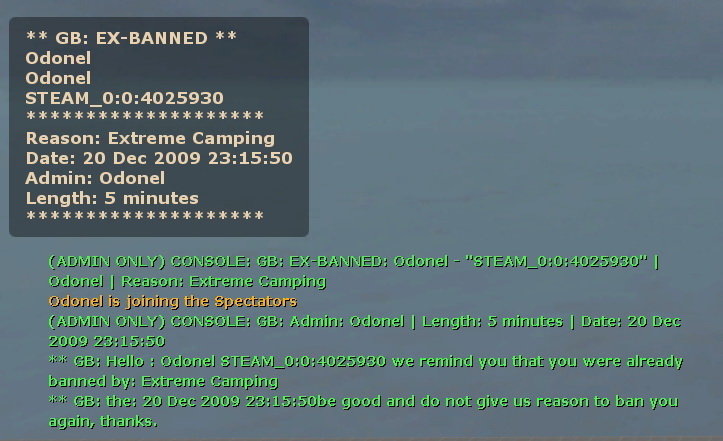 ** GB: EX-BANNED **
Odonel
Odonel
STEAM_0:0:4025930
********************
Reason: Extreme Camping
Date: 20 Dec 2009 23:15:50
Admin: Odonel
Length: 5 minutes
********************
(ADMIN ONLY) CONSOLE: GB: EX-BANNED: Odonel - "STEAM_0:0:4025930" |
Odonel | Reason: Extreme Camping
Odonel is joining the Spectators
(ADMIN ONLY) CONSOLE: GB: Admin: Odonel | Length: 5 minutes | Date: 20 Dec
2009 23:15:50
** GB: Hello : Odonel STEAM_0:0:4025930 we remind you that you were already
banned by: Extreme Camping
** GB: the: 20 Dec 2009 23:15:50be good and do not give us reason to ban you
again, thanks.